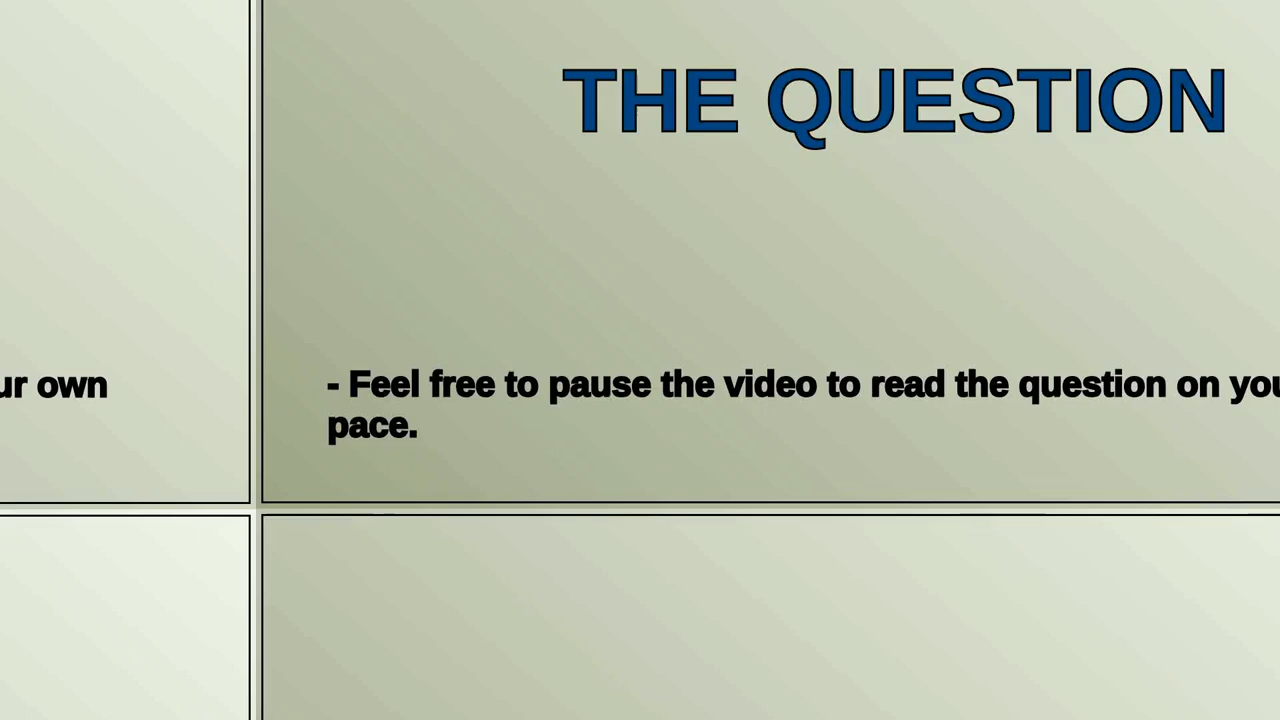 THE QUESTION
ur own
- Feel free to pause the video to read the question on you
pace.